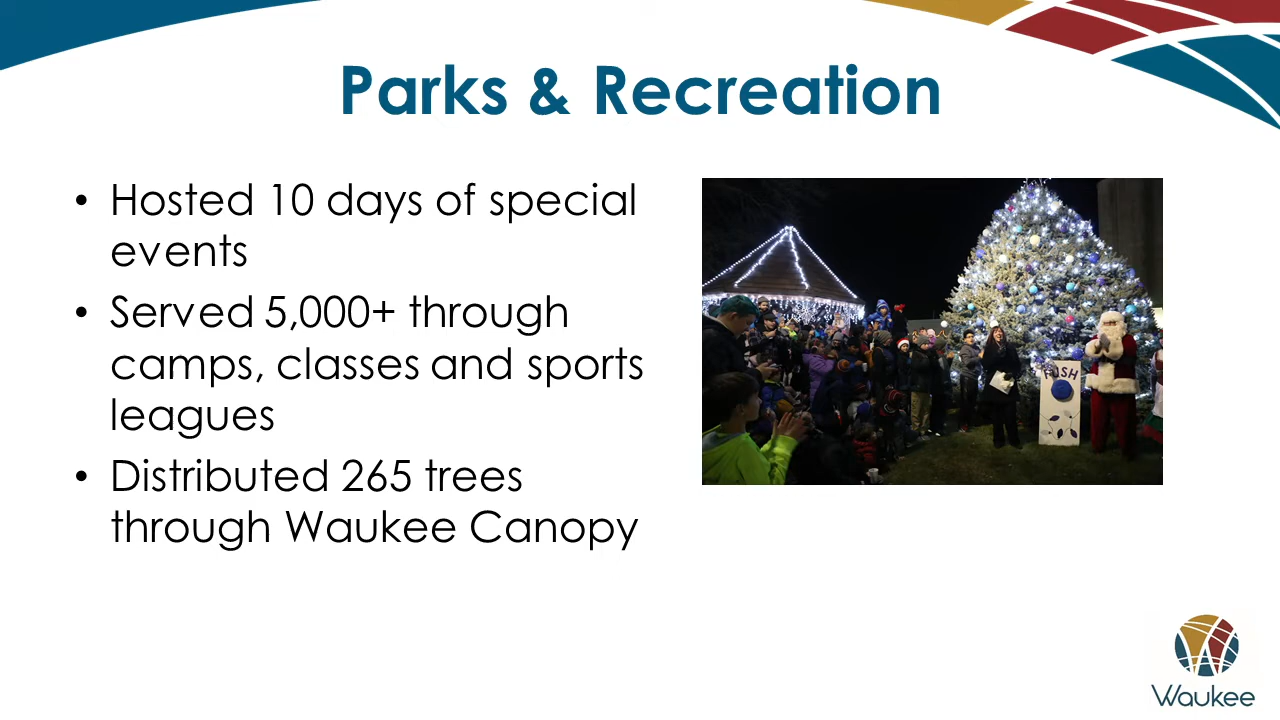 Parks & Recreation
• Hosted 10 days of special
events
• Served 5,000+ through
camps, classes and sports
leagues
• Distributed 265 trees
through Waukee Canopy
PUSH
Waukee